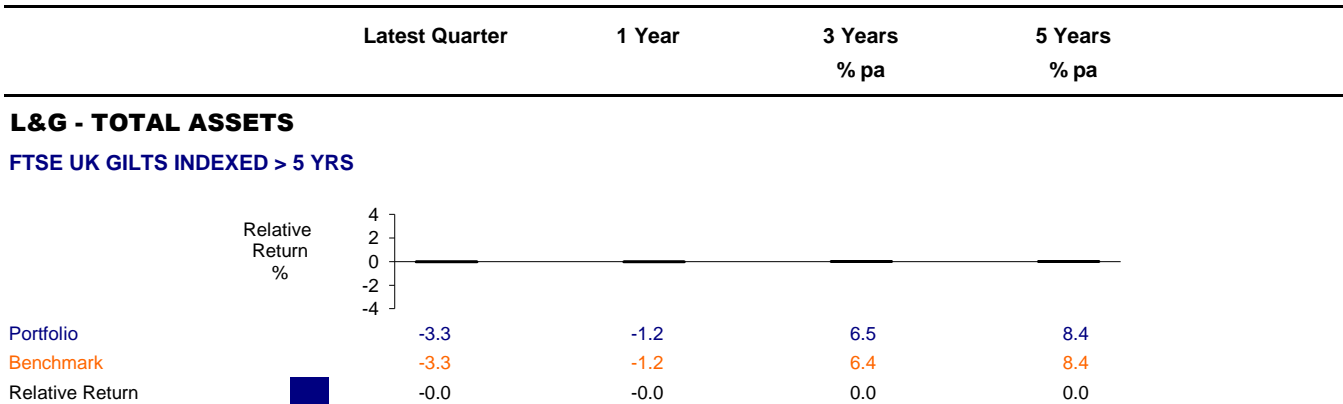 Latest Quarter 1 Year 3 Years 5 Years
% pa % pa
L&G - TOTAL ASSETS
FTSE UK GILTS INDEXED > 5 YRS
Relative
Return
%
4
2
0
-2
-4
Portfolio -3.3 -1.2 6.5 8.4
Benchmark -3.3 -1.2 6.4 8.4
Relative Return -0.0 -0.0 0.0 0.0